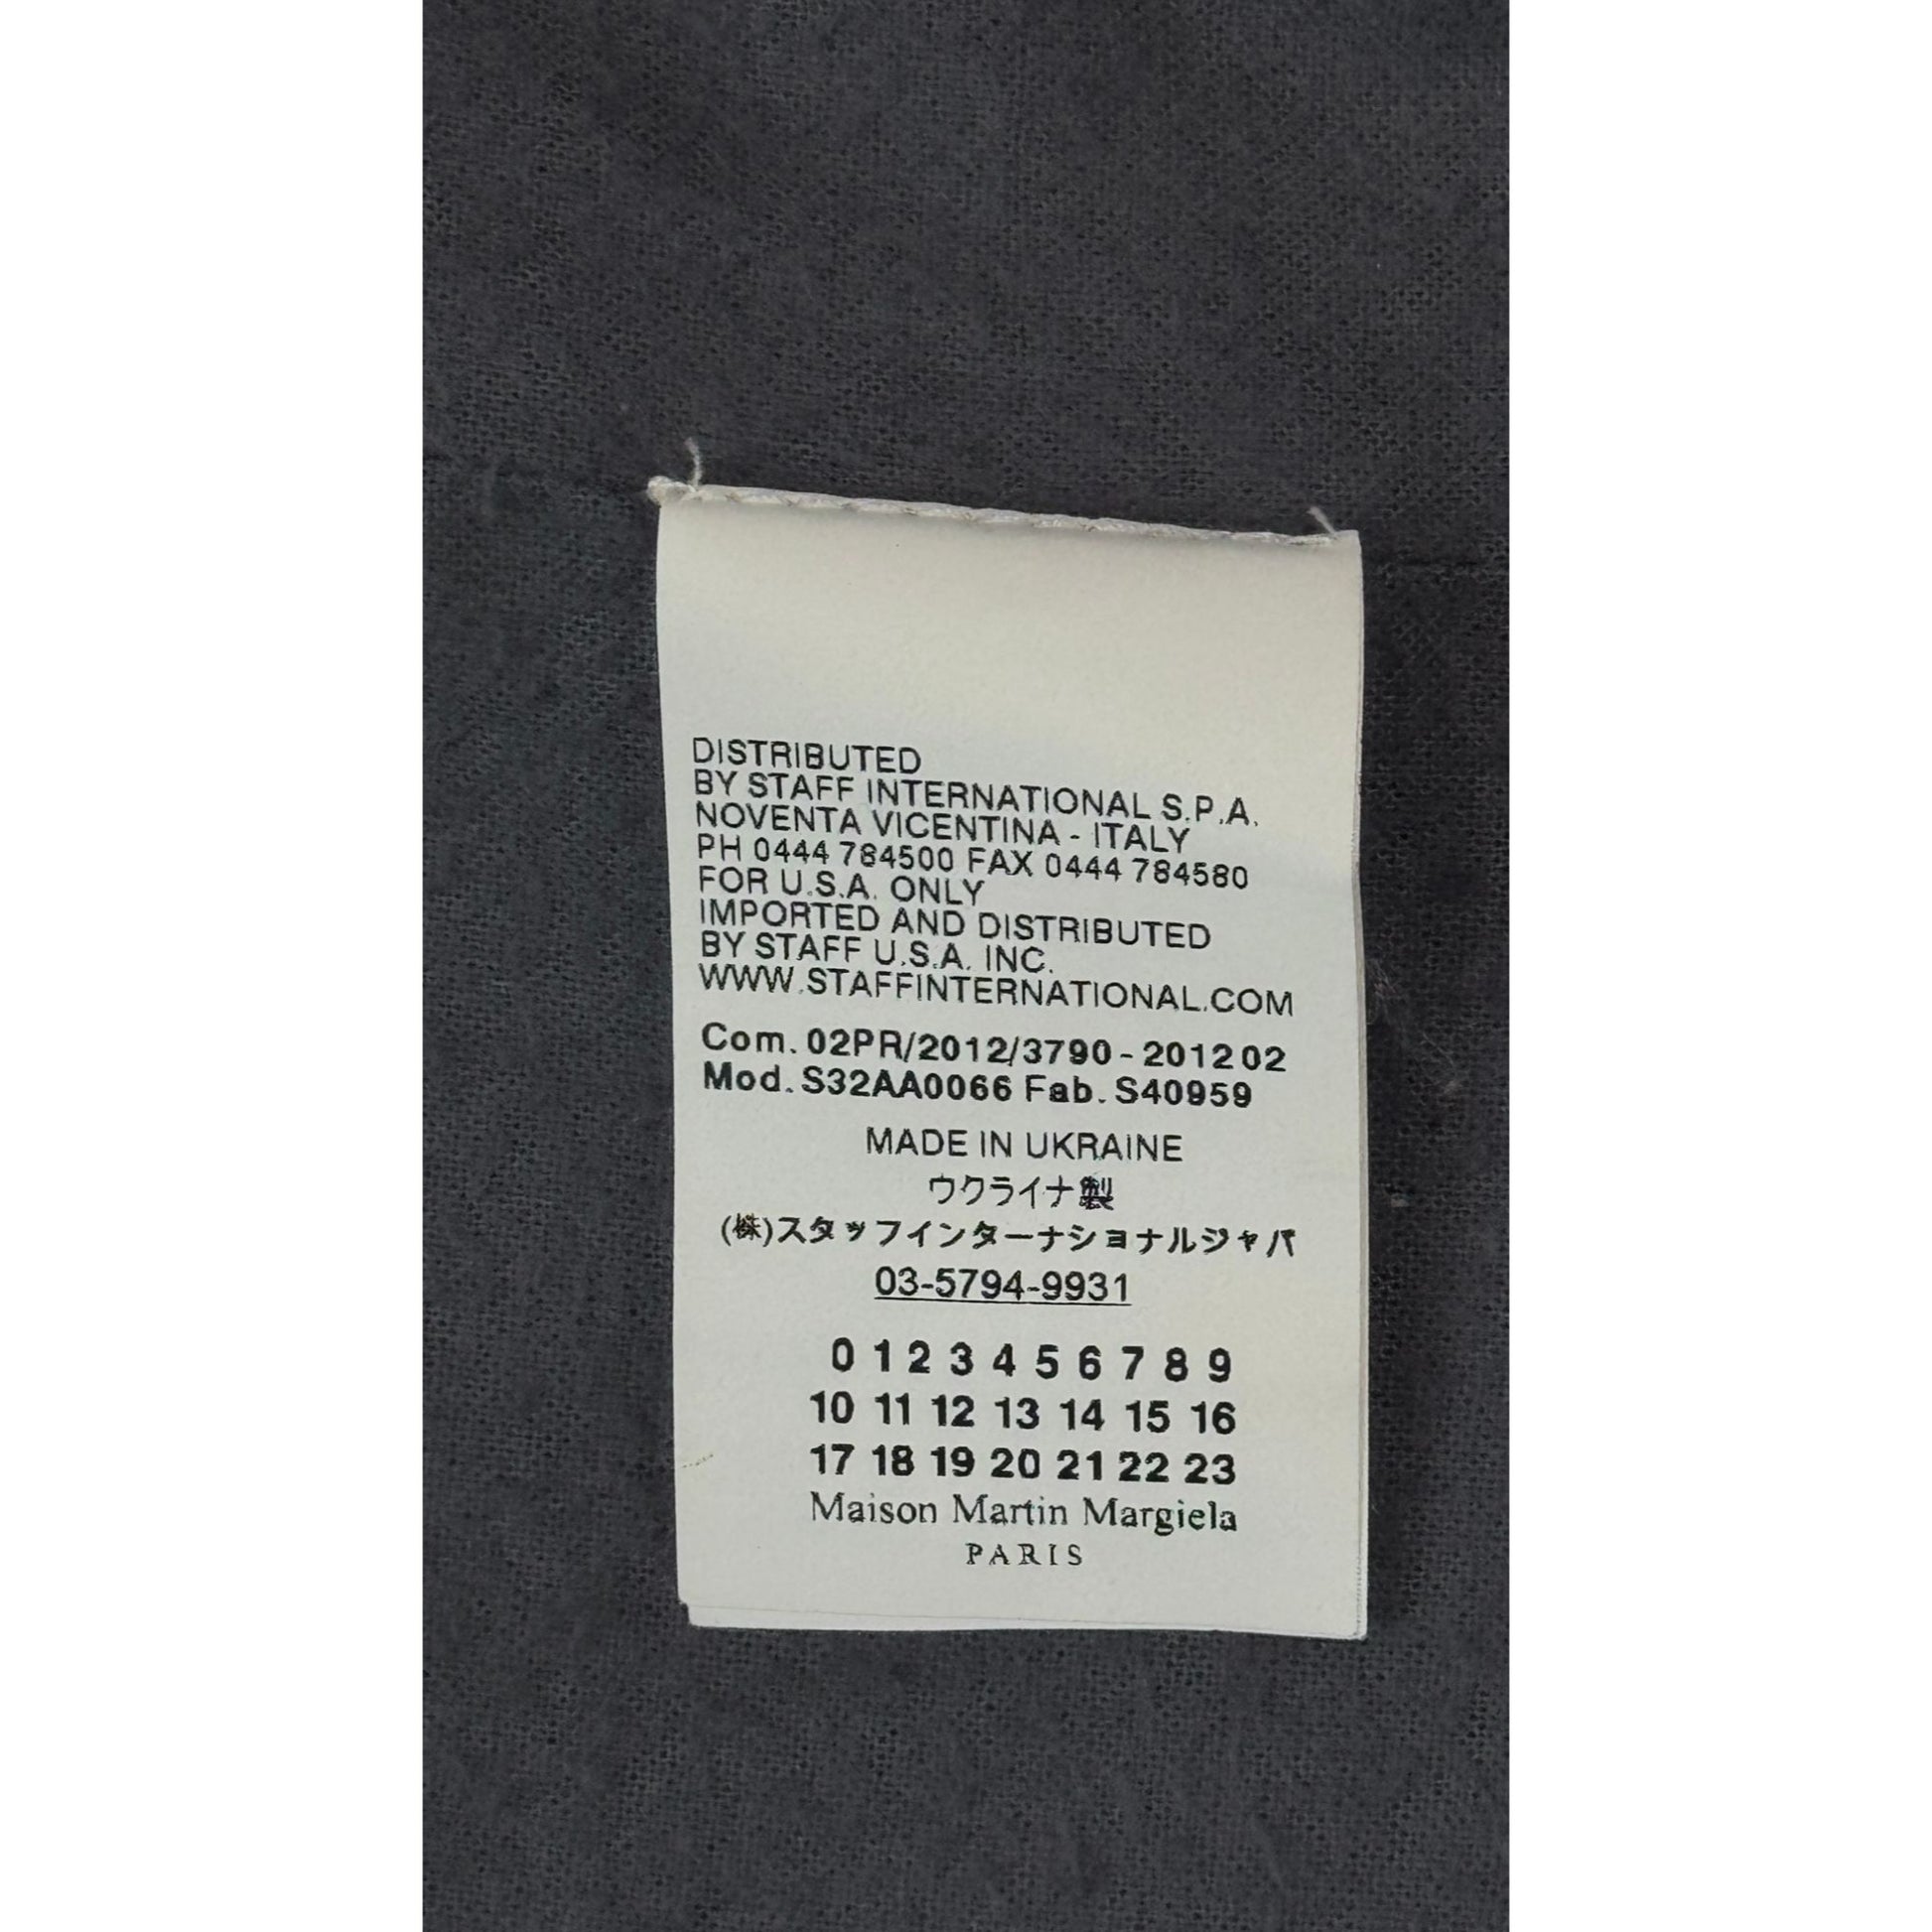 DISTRIBUTED
BY STAFF INTERNATIONAL S.P.A.
NOVENTA VICENTINA - ITALY
PH 0444 784500 FAX 0444 784580
FOR U.S.A. ONLY
IMPORTED AND DISTRIBUTED
BY STAFF U.S.A. INC.
WWW.STAFFINTERNATIONAL.COM
Com. 02PR/2012/3790 - 2012 02
Mod. S32AA0066 Fab. S40959
MADE IN UKRAINE
ウクライナ製
(株)スタッフインターナショナルジャパ
03-5794-9931
0 1 2 3 4 5 6 7 8 9
10 11 12 13 14 15 16
17 18 19 20 21 22 23
Maison Martin Margiela
PARIS